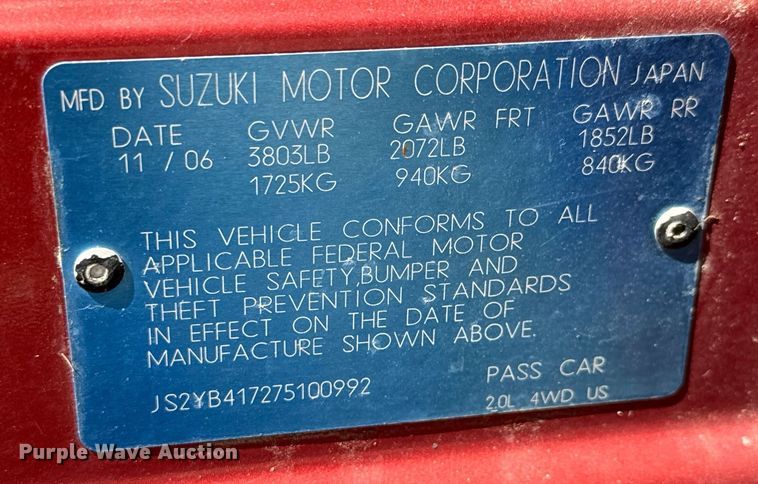 MFD BY SUZUKI MOTOR CORPORATION JAPAN
DATE GVWR GAWR FRT GAWR RR
11 / 06 3803LB 2072LB 1852LB
1725KG 940KG 840KG
THIS VEHICLE CONFORMS TO ALL
APPLICABLE FEDERAL MOTOR
VEHICLE SAFETY,BUMPER AND
THEFT PREVENTION STANDARDS
IN EFFECT ON THE DATE OF
MANUFACTURE SHOWN ABOVE.
JS2YB417275100992 PASS CAR
2.0L 4WD US
Purple Wave Auction